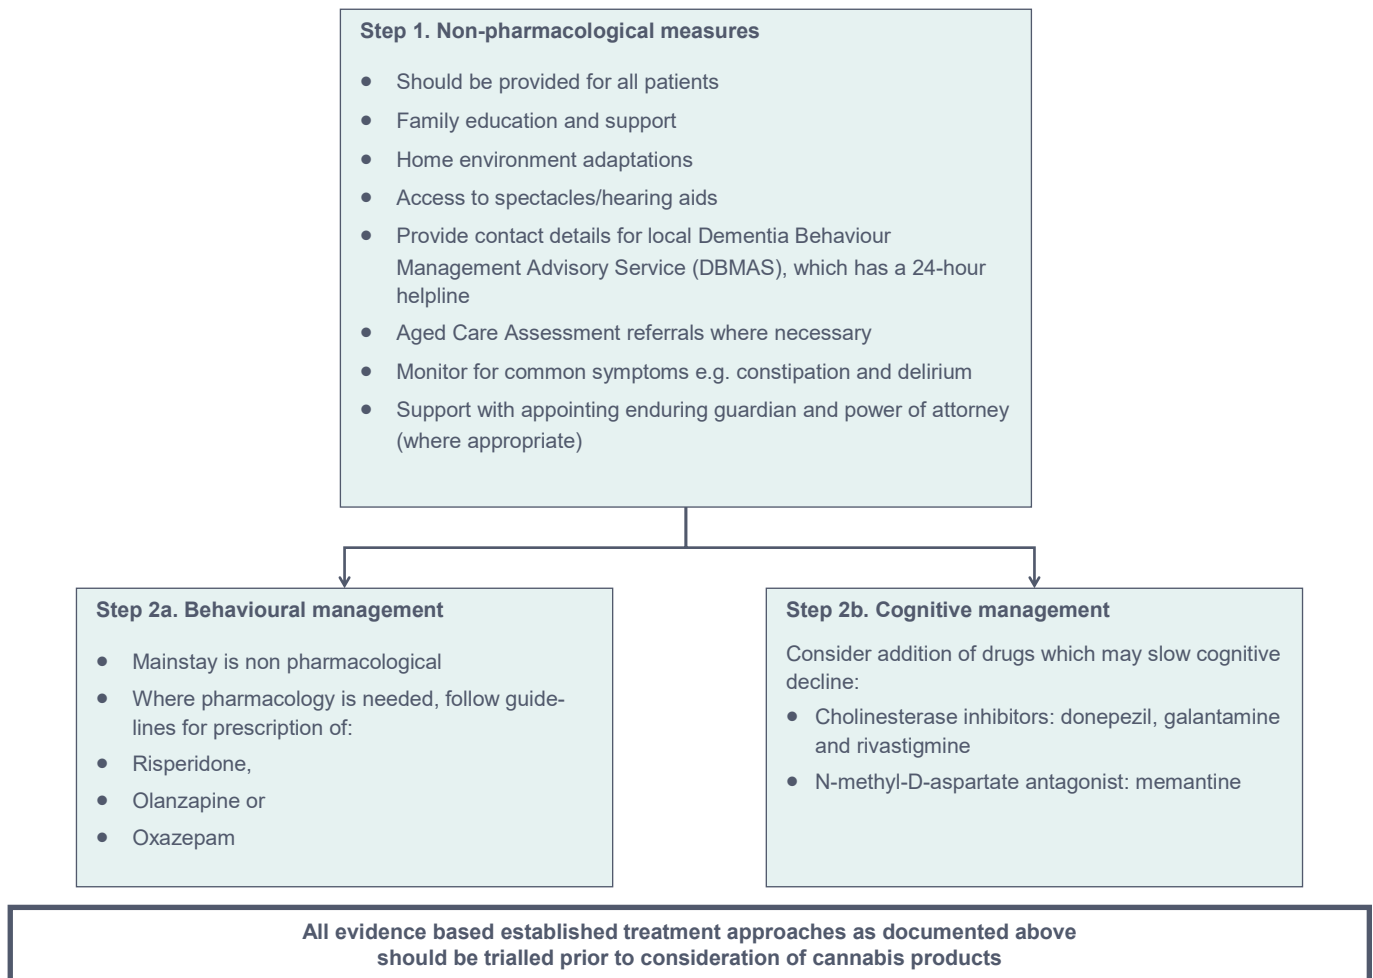 Step 1. Non-pharmacological measures
• Should be provided for all patients
• Family education and support
• Home environment adaptations
• Access to spectacles/hearing aids
• Provide contact details for local Dementia Behaviour
Management Advisory Service (DBMAS), which has a 24-hour
helpline
• Aged Care Assessment referrals where necessary
• Monitor for common symptoms e.g. constipation and delirium
• Support with appointing enduring guardian and power of attorney
(where appropriate)
Step 2a. Behavioural management
• Mainstay is non pharmacological
• Where pharmacology is needed, follow guide-
lines for prescription of:
• Risperidone,
• Olanzapine or
• Oxazepam
Step 2b. Cognitive management
Consider addition of drugs which may slow cognitive
decline:
• Cholinesterase inhibitors: donepezil, galantamine
and rivastigmine
• N-methyl-D-aspartate antagonist: memantine
All evidence based established treatment approaches as documented above
should be trialled prior to consideration of cannabis products